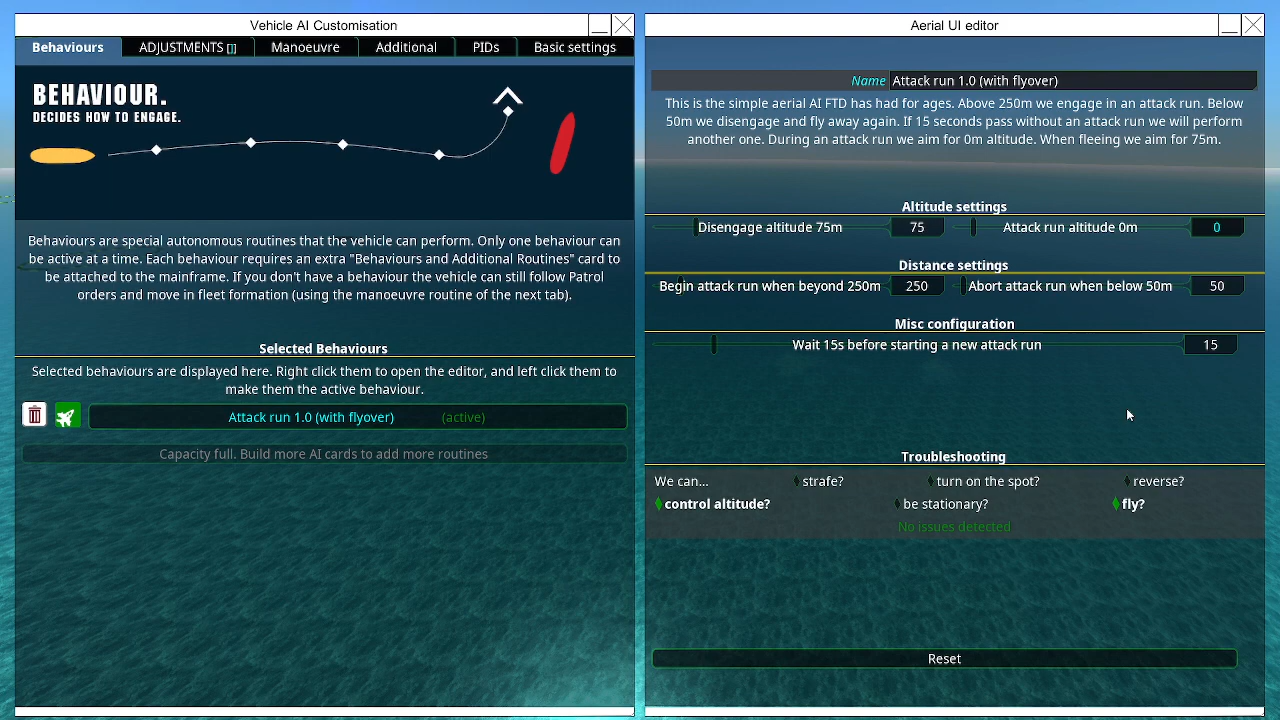 Vehicle AI Customisation
Behaviours
ADJUSTMENTS []
Manoeuvre
Additional
PIDs
Basic settings
BEHAVIOUR.
DECIDES HOW TO ENGAGE.
Behaviours are special autonomous routines that the vehicle can perform. Only one behaviour can
be active at a time. Each behaviour requires an extra "Behaviours and Additional Routines" card to
be attached to the mainframe. If you don't have a behaviour the vehicle can still follow Patrol
orders and move in fleet formation (using the manoeuvre routine of the next tab).
Selected Behaviours
Selected behaviours are displayed here. Right click them to open the editor, and left click them to
make them the active behaviour.
Attack run 1.0 (with flyover) (active)
Capacity full. Build more AI cards to add more routines
Aerial UI editor
Name Attack run 1.0 (with flyover)
This is the simple aerial AI FTD has had for ages. Above 250m we engage in an attack run. Below
50m we disengage and fly away again. If 15 seconds pass without an attack run we will perform
another one. During an attack run we aim for 0m altitude. When fleeing we aim for 75m.
Altitude settings
Disengage altitude 75m 75 Attack run altitude 0m 0
Distance settings
Begin attack run when beyond 250m 250 Abort attack run when below 50m 50
Misc configuration
Wait 15s before starting a new attack run 15
Troubleshooting
We can... strafe? turn on the spot? reverse?
control altitude? be stationary? fly?
No issues detected
Reset